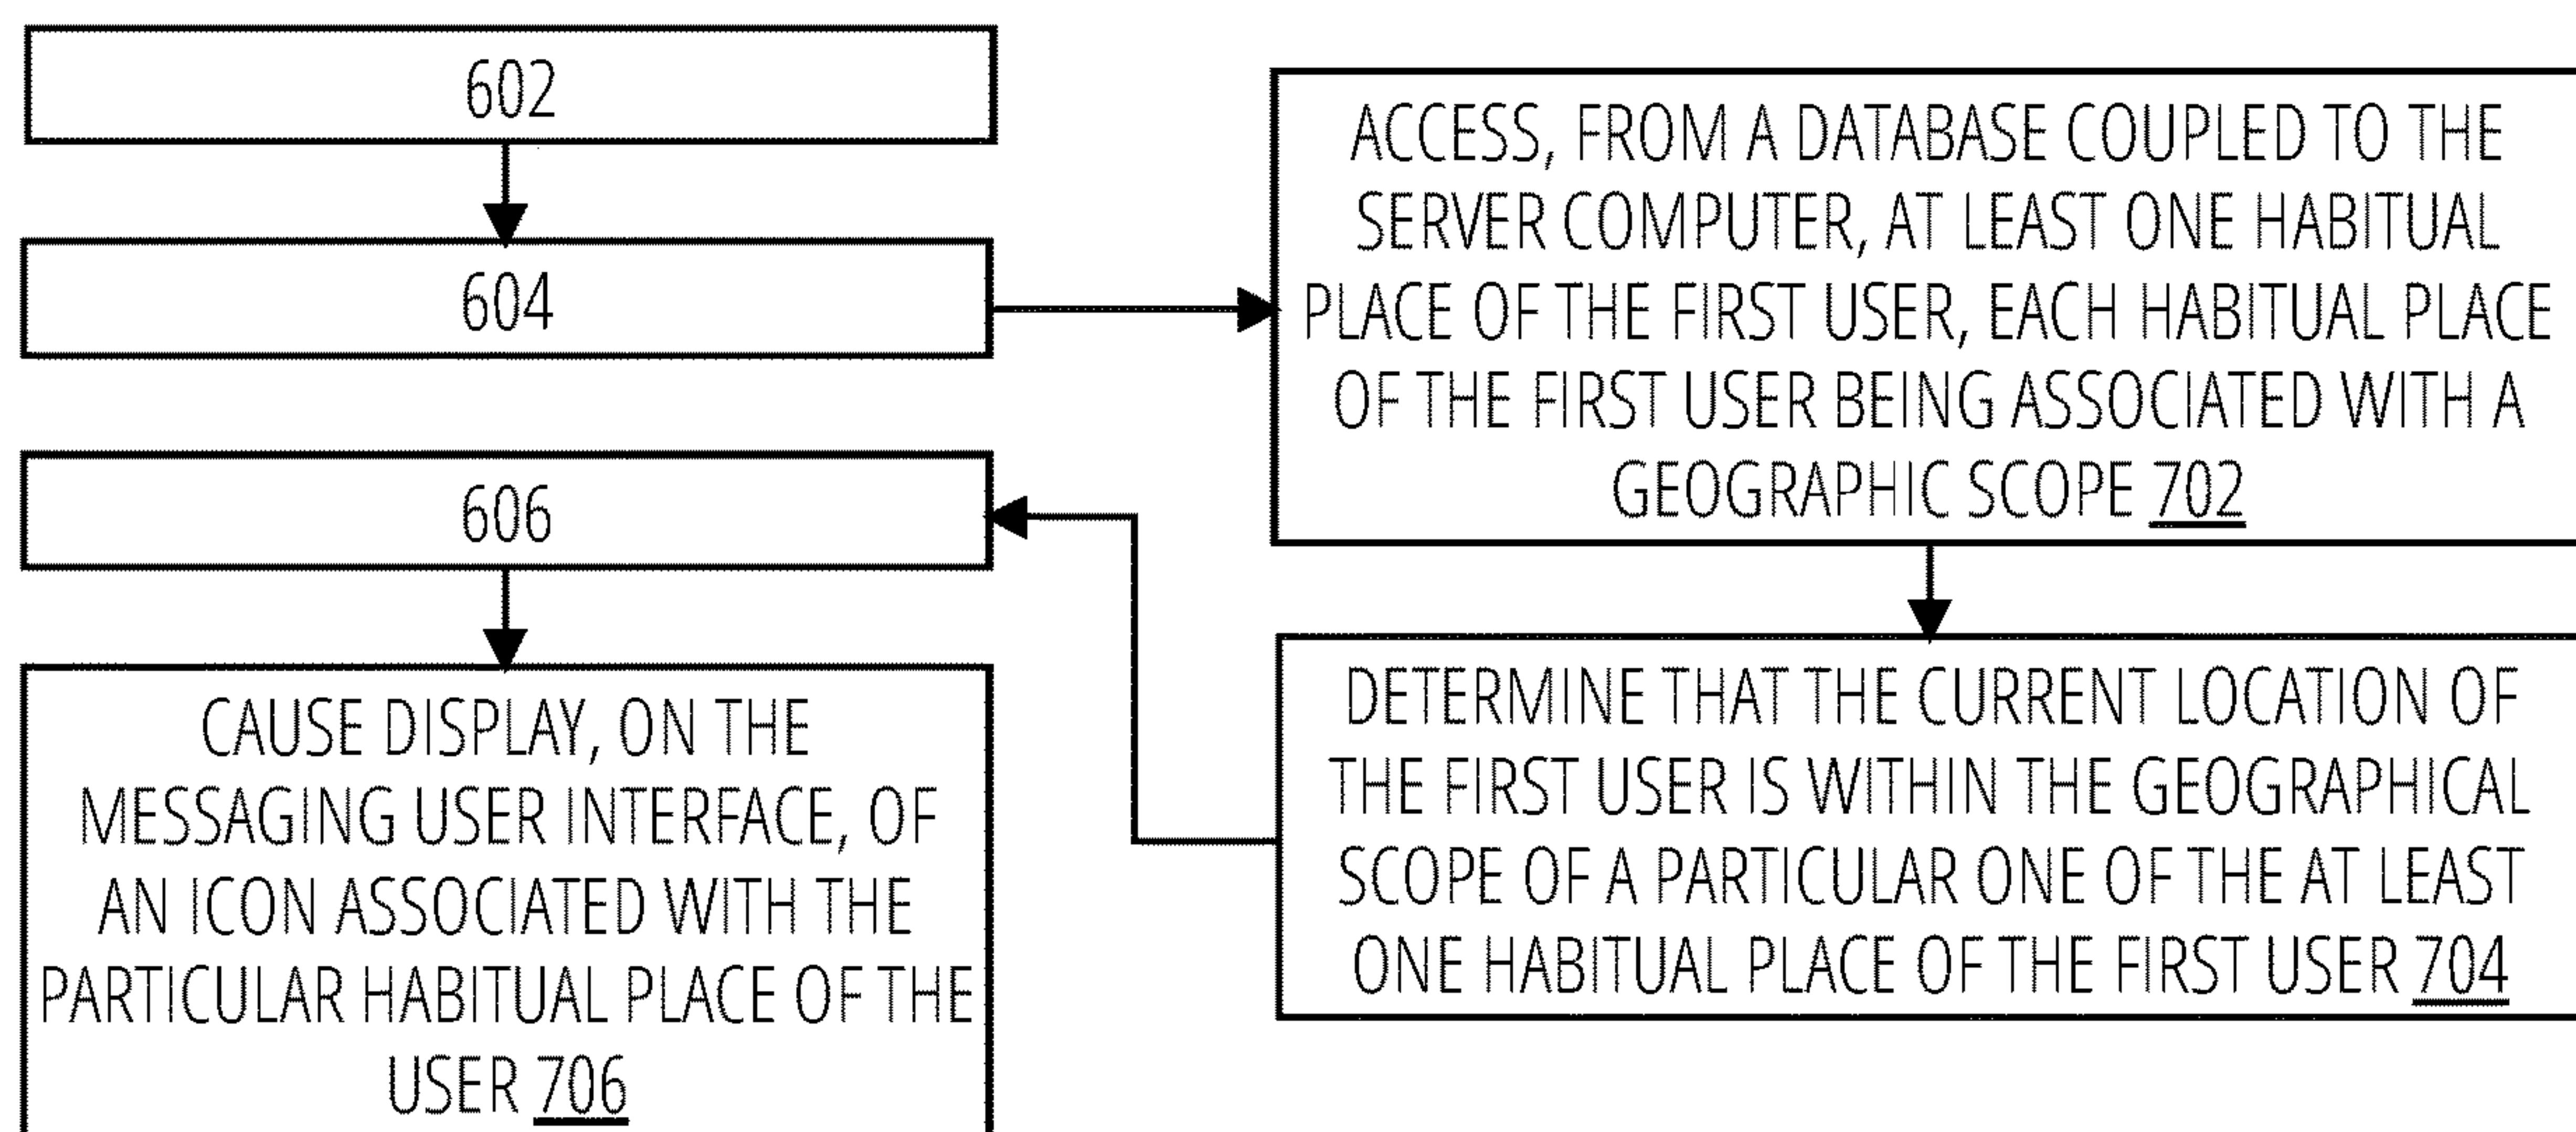 602
604
ACCESS, FROM A DATABASE COUPLED TO THE
SERVER COMPUTER, AT LEAST ONE HABITUAL
PLACE OF THE FIRST USER, EACH HABITUAL PLACE
OF THE FIRST USER BEING ASSOCIATED WITH A
GEOGRAPHIC SCOPE 702
DETERMINE THAT THE CURRENT LOCATION OF
THE FIRST USER IS WITHIN THE GEOGRAPHICAL
SCOPE OF A PARTICULAR ONE OF THE AT LEAST
ONE HABITUAL PLACE OF THE FIRST USER 704
606
CAUSE DISPLAY, ON THE
MESSAGING USER INTERFACE, OF
AN ICON ASSOCIATED WITH THE
PARTICULAR HABITUAL PLACE OF THE
USER 706